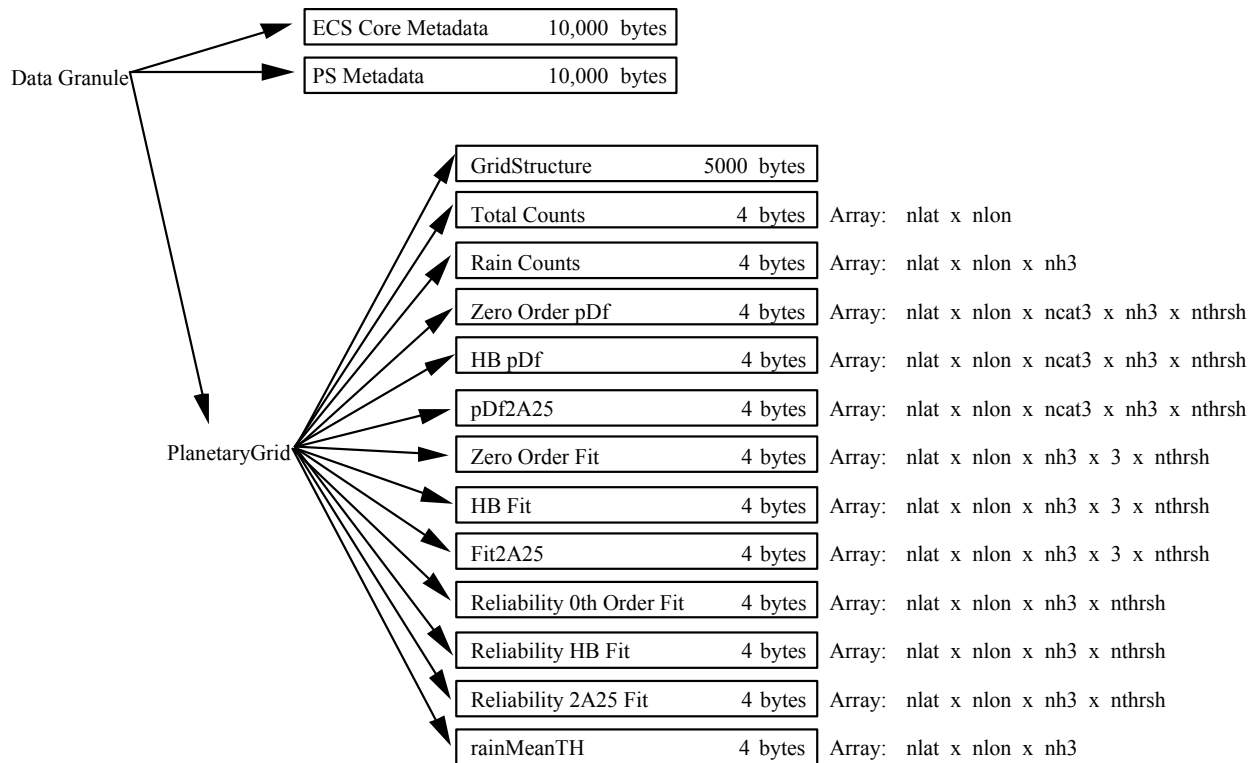 ECS Core Metadata 10,000 bytes
Data Granule
PS Metadata 10,000 bytes
GridStructure 5000 bytes
Total Counts 4 bytes Array: nlat x nlon
Rain Counts 4 bytes Array: nlat x nlon x nh3
Zero Order pDf 4 bytes Array: nlat x nlon x ncat3 x nh3 x nthrsh
HB pDf 4 bytes Array: nlat x nlon x ncat3 x nh3 x nthrsh
pDf2A25 4 bytes Array: nlat x nlon x ncat3 x nh3 x nthrsh
PlanetaryGrid
Zero Order Fit 4 bytes Array: nlat x nlon x nh3 x 3 x nthrsh
HB Fit 4 bytes Array: nlat x nlon x nh3 x 3 x nthrsh
Fit2A25 4 bytes Array: nlat x nlon x nh3 x 3 x nthrsh
Reliability 0th Order Fit 4 bytes Array: nlat x nlon x nh3 x nthrsh
Reliability HB Fit 4 bytes Array: nlat x nlon x nh3 x nthrsh
Reliability 2A25 Fit 4 bytes Array: nlat x nlon x nh3 x nthrsh
rainMeanTH 4 bytes Array: nlat x nlon x nh3